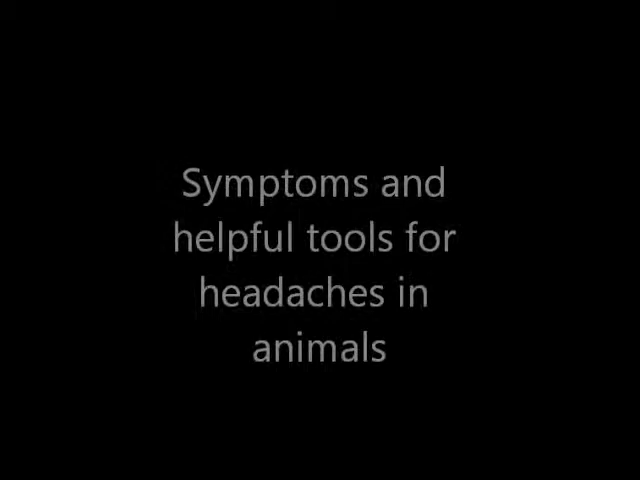 Symptoms and
helpful tools for
headaches in
animals